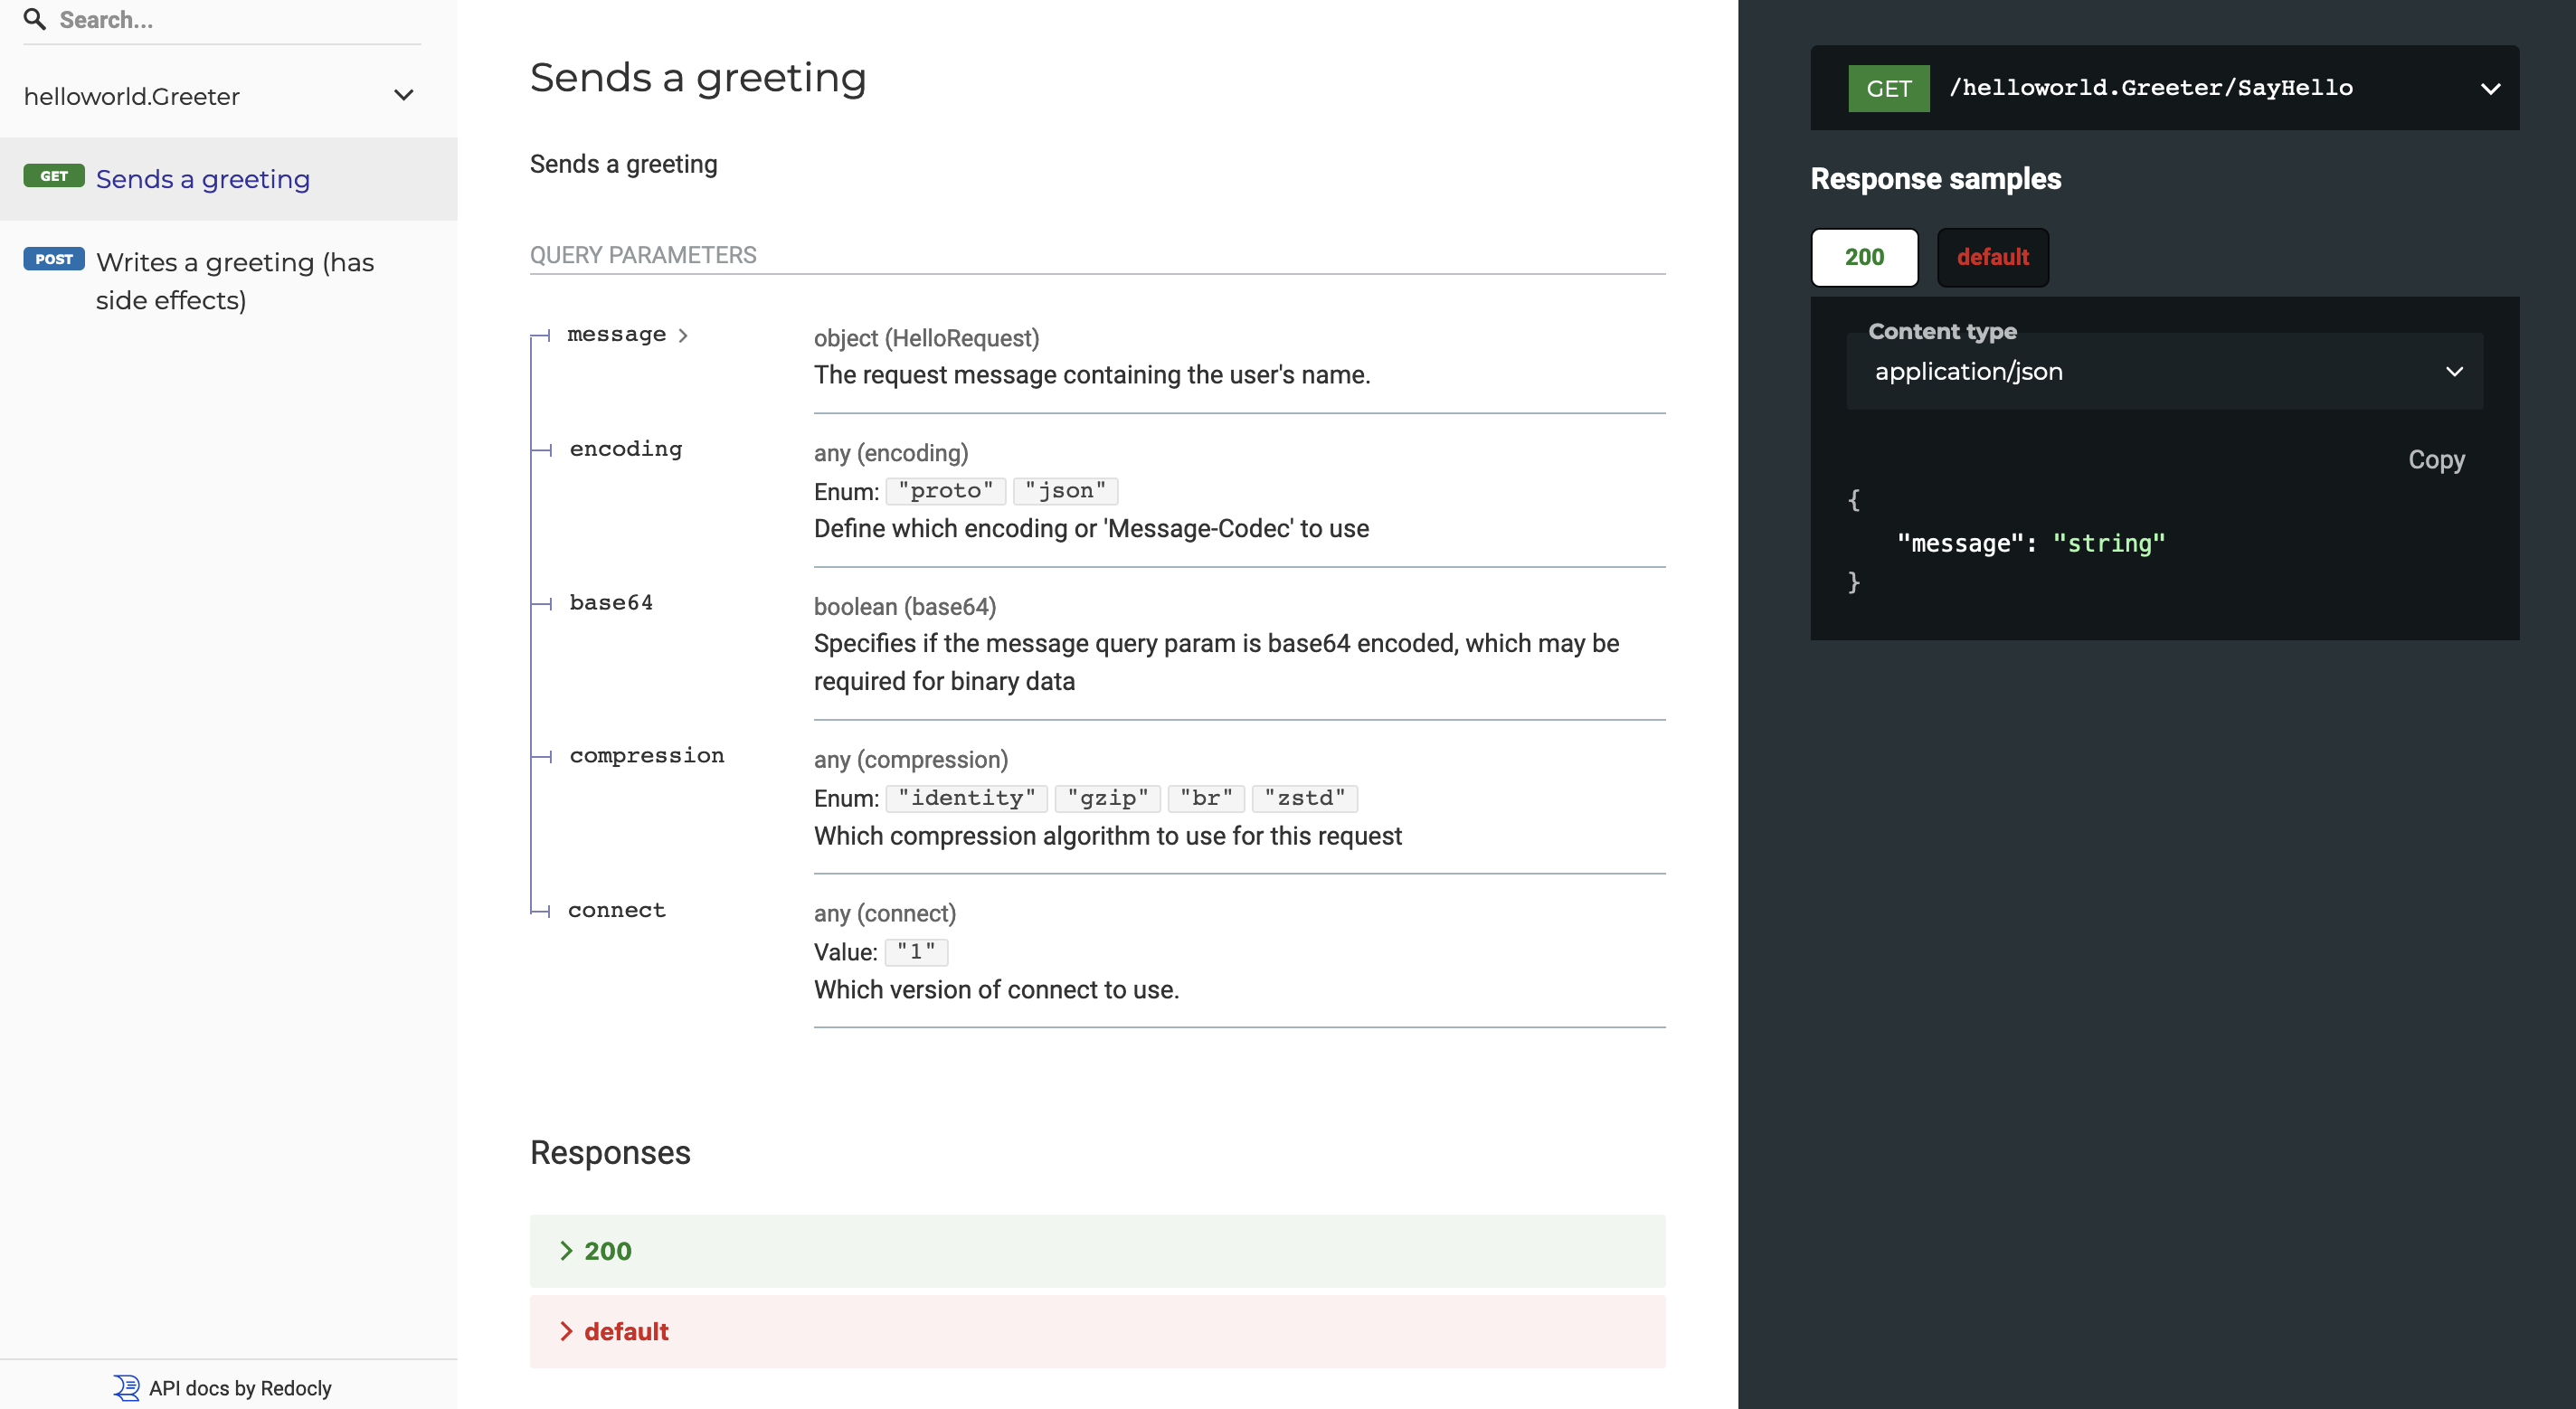 Search...
helloworld.Greeter
GET Sends a greeting
POST Writes a greeting (has
side effects)
API docs by Redocly
Sends a greeting
Sends a greeting
QUERY PARAMETERS
message
object (HelloRequest)
The request message containing the user's name.
encoding
any (encoding)
Enum: "proto" "json"
Define which encoding or 'Message-Codec' to use
base64
boolean (base64)
Specifies if the message query param is base64 encoded, which may be
required for binary data
compression
any (compression)
Enum: "identity" "gzip" "br" "zstd"
Which compression algorithm to use for this request
connect
any (connect)
Value: "1"
Which version of connect to use.
Responses
200
default
GET /helloworld.Greeter/SayHello
Response samples
200 default
Content type
application/json
Copy
{
"message": "string"
}